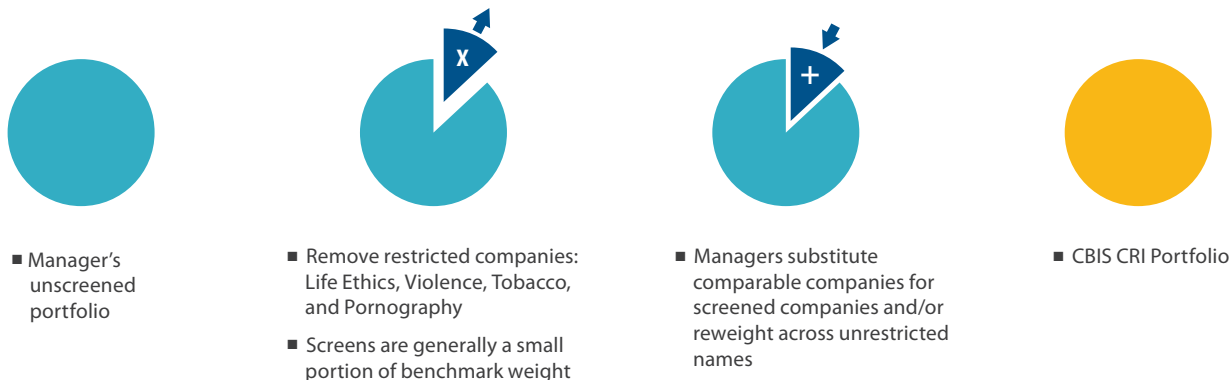 X
+
■ Manager's
unscreened
portfolio
■ Remove restricted companies:
Life Ethics, Violence, Tobacco,
and Pornography
■ Screens are generally a small
portion of benchmark weight
■ Managers substitute
comparable companies for
screened companies and/or
reweight across unrestricted
names
■ CBIS CRI Portfolio